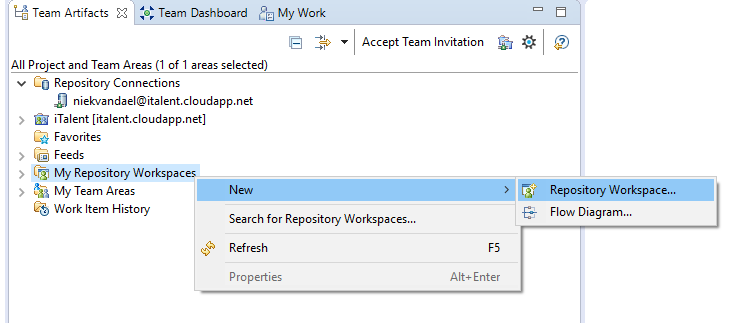 Team Artifacts Team Dashboard My Work
Accept Team Invitation
All Project and Team Areas (1 of 1 areas selected)
Repository Connections
niekvandael@italent.cloudapp.net
iTalent [italent.cloudapp.net]
Favorites
Feeds
My Repository Workspaces
My Team Areas
Work Item History
New
Search for Repository Workspaces...
Refresh F5
Properties Alt+Enter
Repository Workspace...
Flow Diagram...